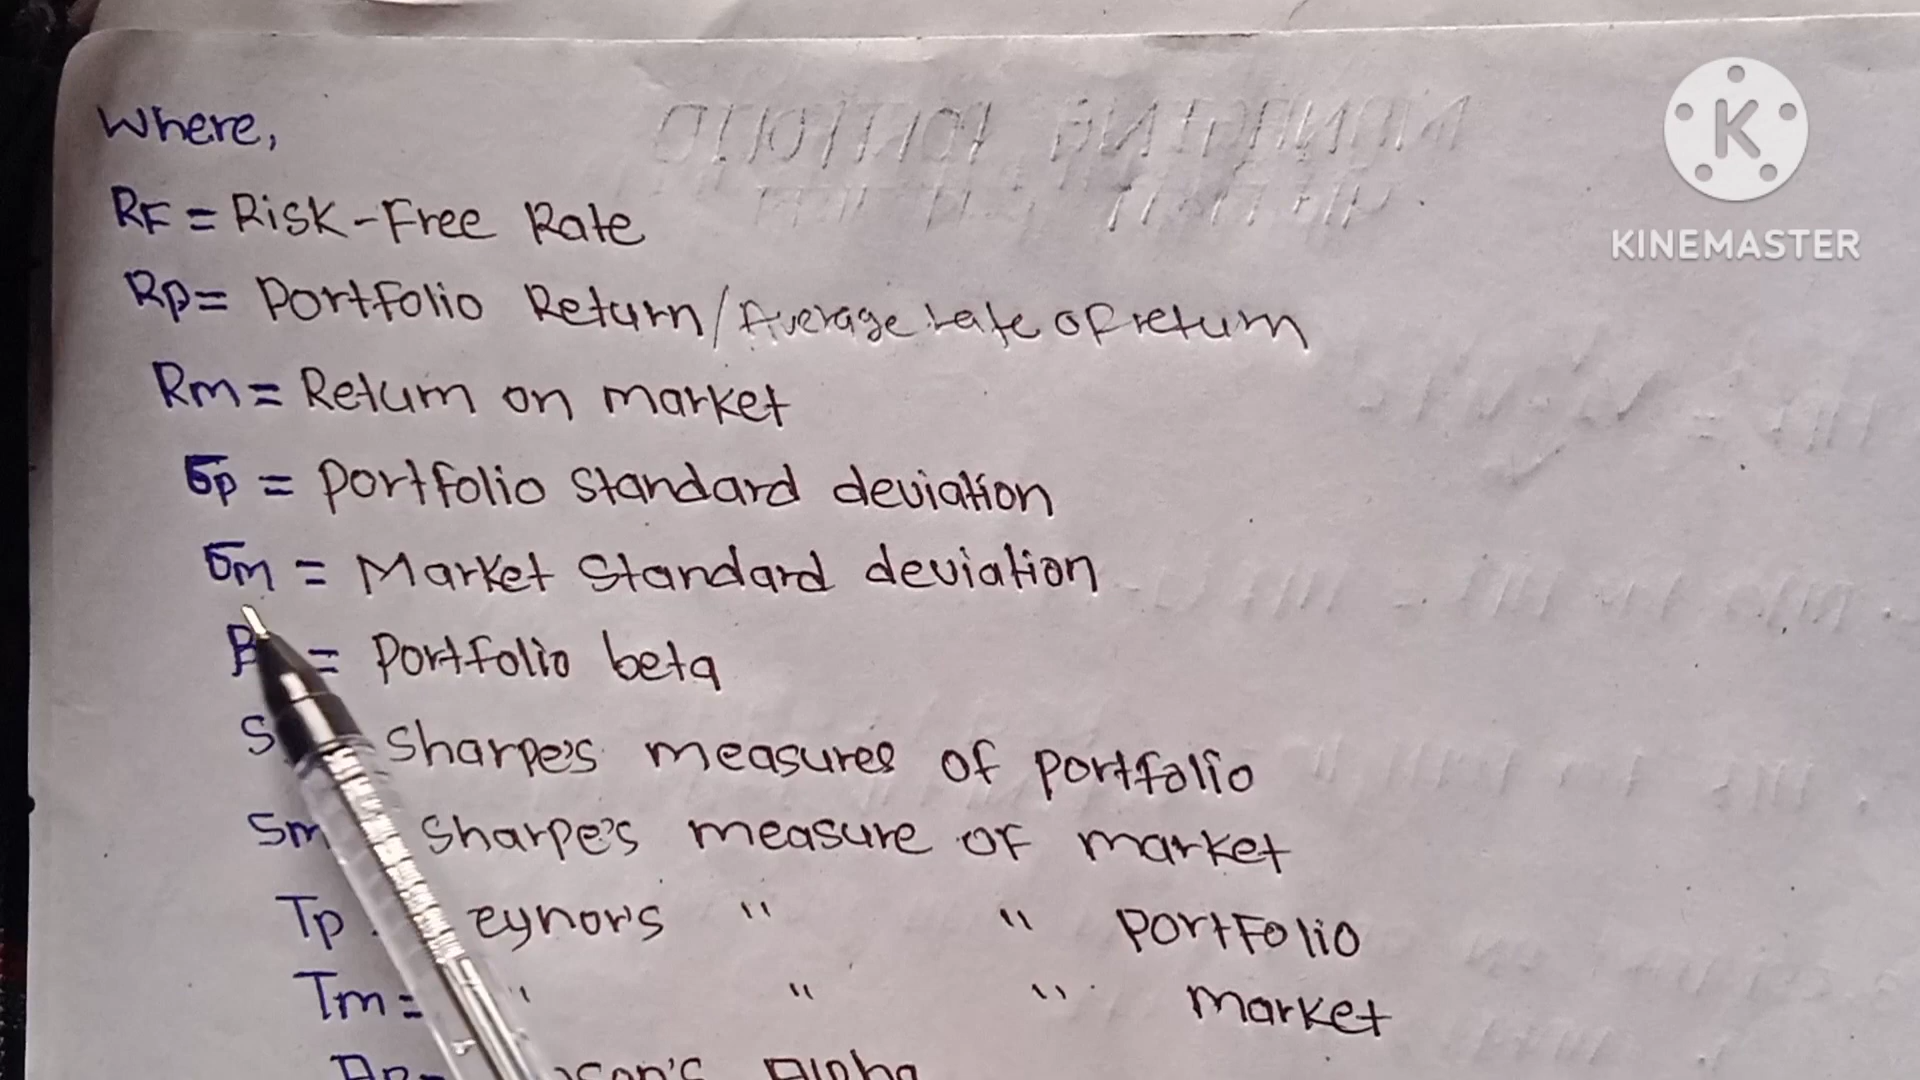 Where,
RF = Risk-Free Rate
Rp = Portfolio Return/Average rate of return
Rm = Return on market
σp = Portfolio Standard deviation
σm = Market Standard deviation
= Portfolio beta
Sharpe's measures of portfolio
Sm Sharpe's measure of market
Tp eynor's " " Portfolio
Tm = " " " market
Alpha
K
KINEMASTER